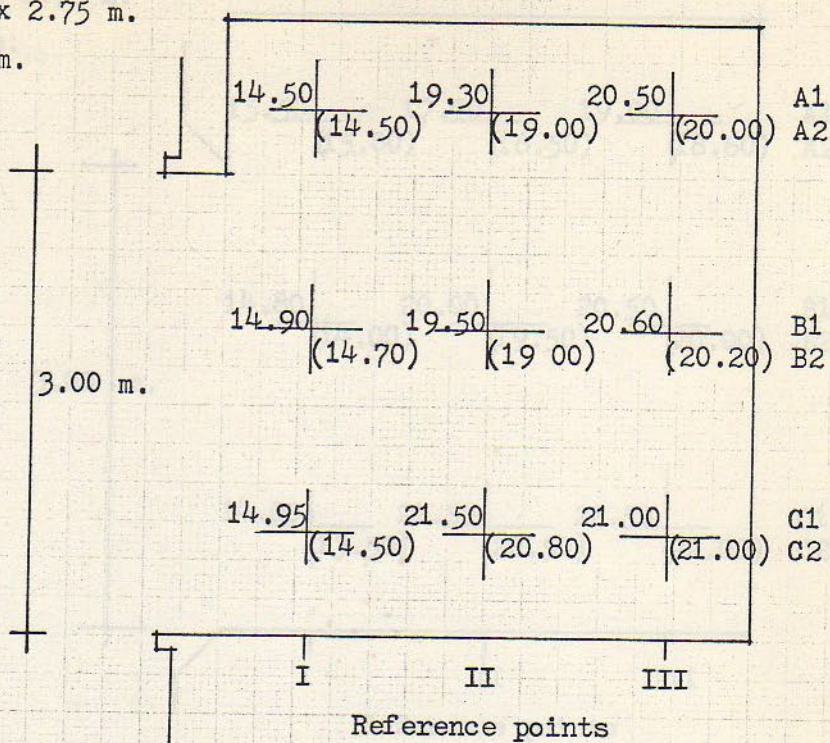 x 2.75 m.
m.
14.50 19.30 20.50 A1
(14.50) (19.00) (20.00) A2
14.90 19.50 20.60 B1
(14.70) (19 00) (20.20) B2
3.00 m.
14.95 21.50 21.00 C1
(14.50) (20.80) (21.00) C2
I II III
Reference points